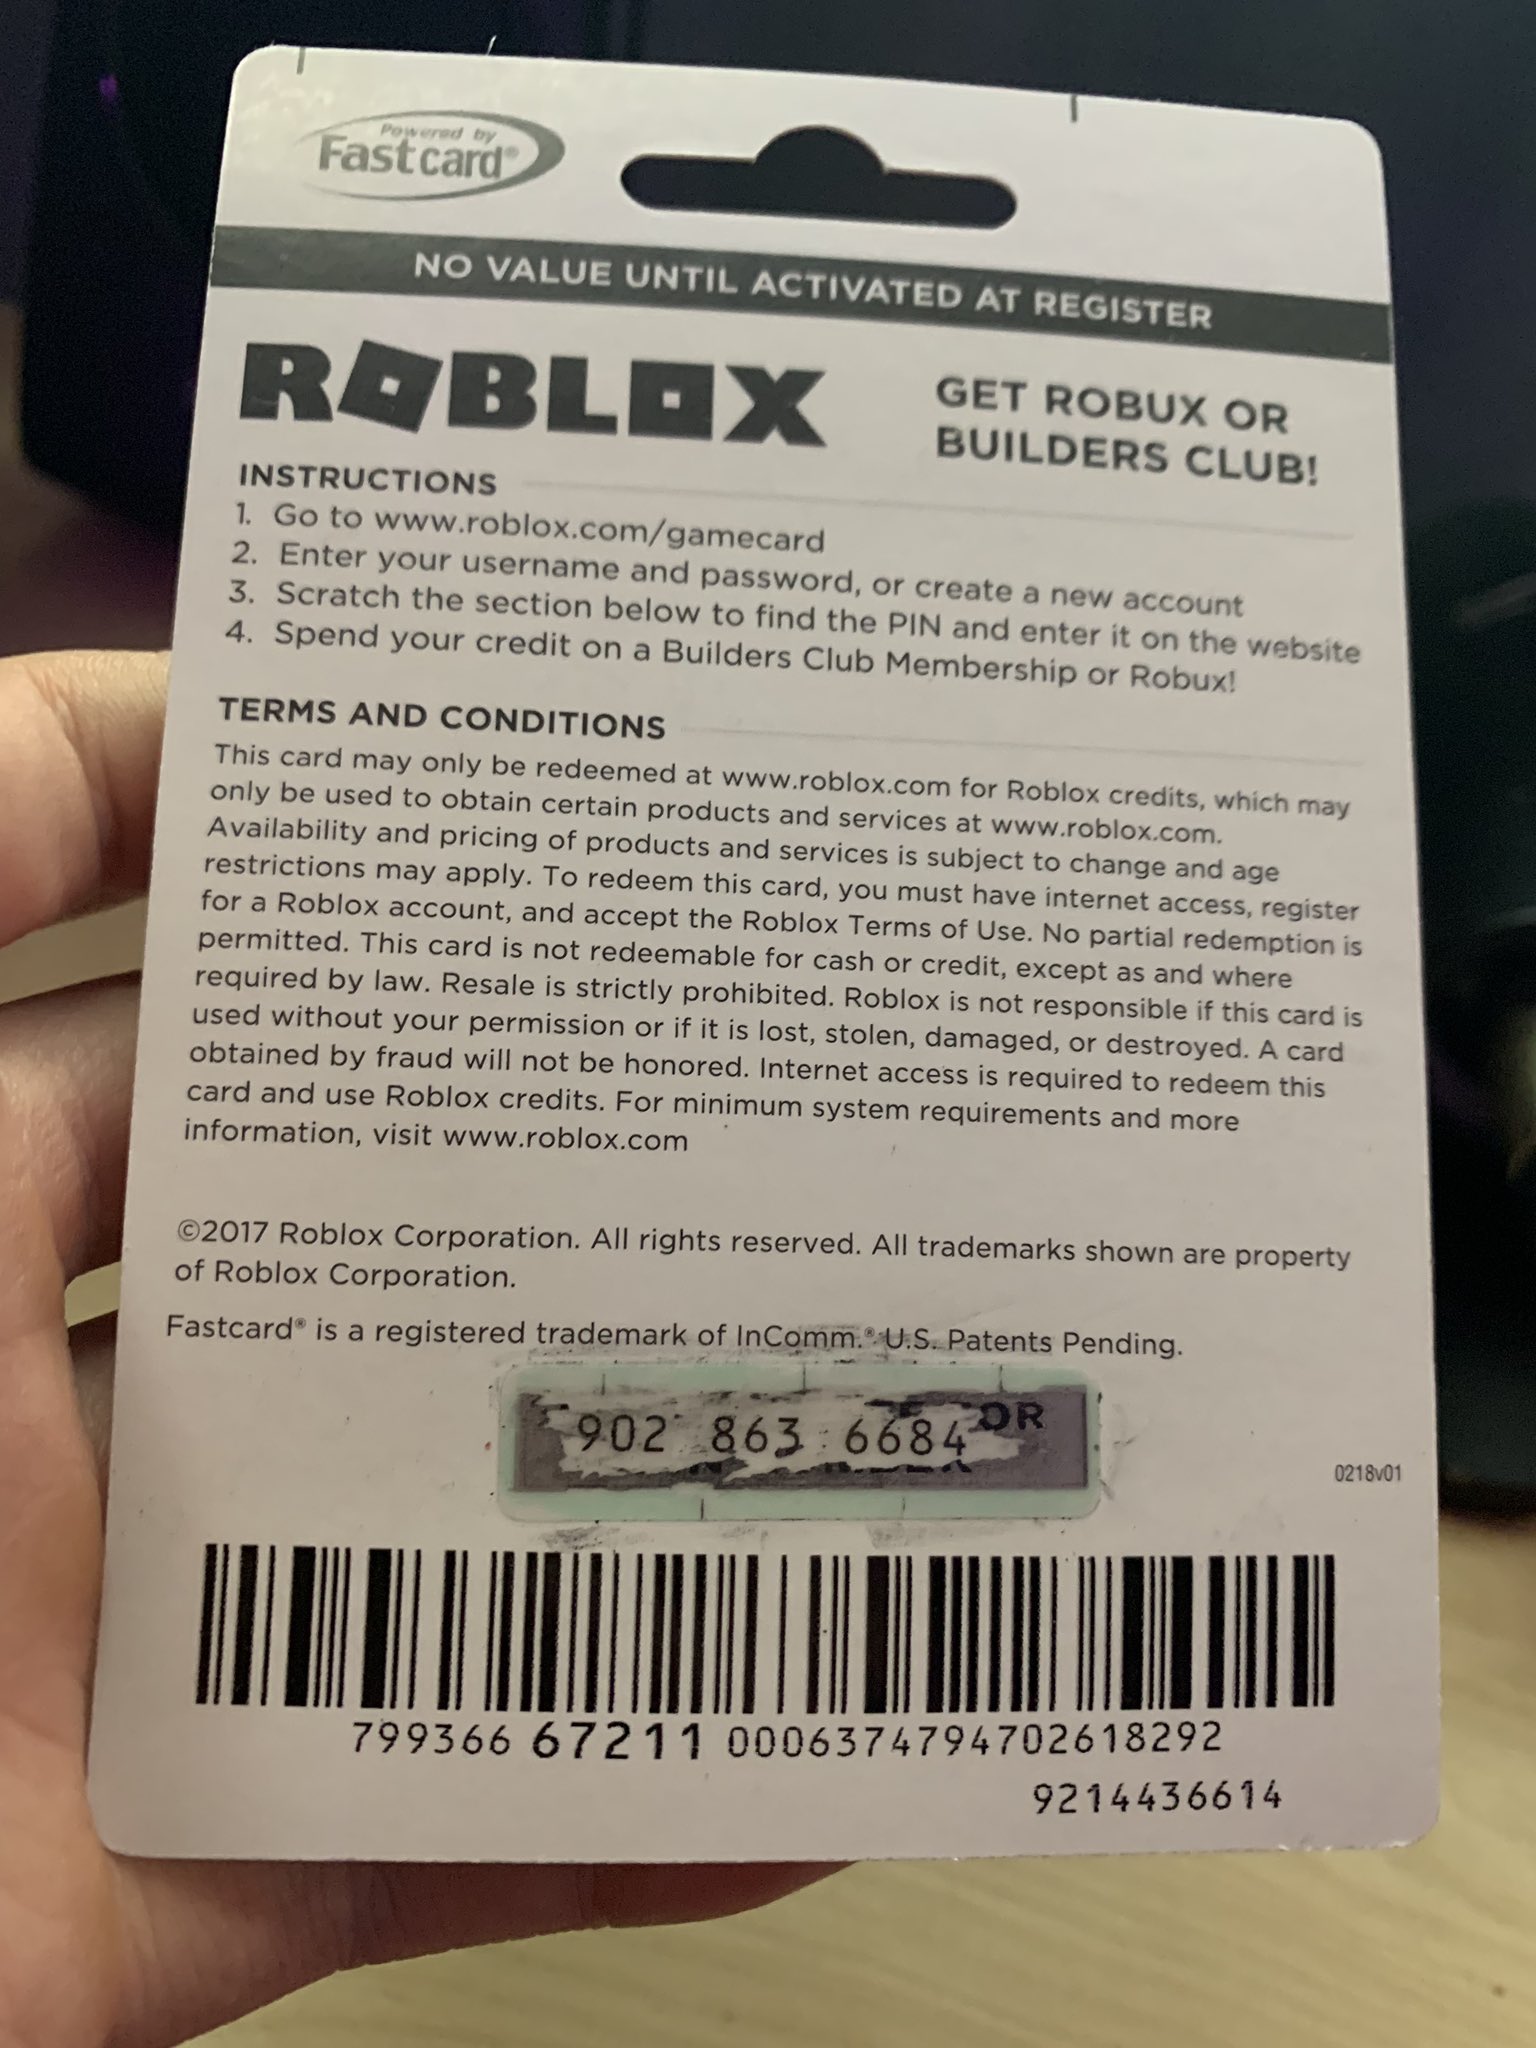 Powered by
Fastcard®
NO VALUE UNTIL ACTIVATED AT REGISTER
ROBLOX
GET ROBUX OR
BUILDERS CLUB!
INSTRUCTIONS
1. Go to www.roblox.com/gamecard
2. Enter your username and password, or create a new account
3. Scratch the section below to find the PIN and enter it on the website
4. Spend your credit on a Builders Club Membership or Robux!
TERMS AND CONDITIONS
This card may only be redeemed at www.roblox.com for Roblox credits, which may
only be used to obtain certain products and services at www.roblox.com.
Availability and pricing of products and services is subject to change and age
restrictions may apply. To redeem this card, you must have internet access, register
for a Roblox account, and accept the Roblox Terms of Use. No partial redemption is
permitted. This card is not redeemable for cash or credit, except as and where
required by law. Resale is strictly prohibited. Roblox is not responsible if this card is
used without your permission or if it is lost, stolen, damaged, or destroyed. A card
obtained by fraud will not be honored. Internet access is required to redeem this
card and use Roblox credits. For minimum system requirements and more
information, visit www.roblox.com
©2017 Roblox Corporation. All rights reserved. All trademarks shown are property
of Roblox Corporation.
Fastcard® is a registered trademark of InComm.® U.S. Patents Pending.
902 863 6684 OR
0218v01
799366 67211 0006374794702618292
9214436614